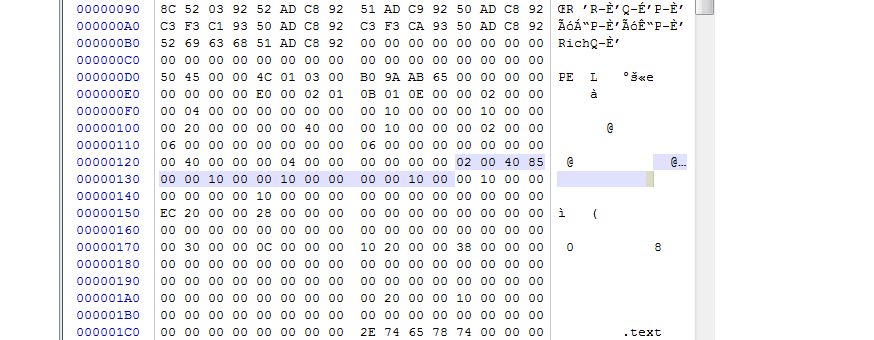 00000090 8C 52 03 92 52 AD C8 92 51 AD C9 92 50 AD C8 92 ŒR ’R-È’Q-É’P-È’
000000A0 C3 F3 C1 93 50 AD C8 92 C3 F3 CA 93 50 AD C8 92 ÃóÁ“P-È’ÃóÊ“P-È’
000000B0 52 69 63 68 51 AD C8 92 00 00 00 00 00 00 00 00 RichQ-È’
000000C0 00 00 00 00 00 00 00 00 00 00 00 00 00 00 00 00
000000D0 50 45 00 00 4C 01 03 00 B0 9A AB 65 00 00 00 00 PE L °š«e
000000E0 00 00 00 00 E0 00 02 01 0B 01 0E 00 00 02 00 00 à
000000F0 00 04 00 00 00 00 00 00 00 10 00 00 00 10 00 00
00000100 00 20 00 00 00 00 40 00 00 10 00 00 00 02 00 00 @
00000110 06 00 00 00 00 00 00 00 06 00 00 00 00 00 00 00
00000120 00 40 00 00 00 04 00 00 00 00 00 00 02 00 40 85 @ @…
00000130 00 00 10 00 00 10 00 00 00 00 10 00 00 10 00 00
00000140 00 00 00 00 10 00 00 00 00 00 00 00 00 00 00 00
00000150 EC 20 00 00 28 00 00 00 00 00 00 00 00 00 00 00 ì (
00000160 00 00 00 00 00 00 00 00 00 00 00 00 00 00 00 00
00000170 00 30 00 00 0C 00 00 00 10 20 00 00 38 00 00 00 0 8
00000180 00 00 00 00 00 00 00 00 00 00 00 00 00 00 00 00
00000190 00 00 00 00 00 00 00 00 00 00 00 00 00 00 00 00
000001A0 00 00 00 00 00 00 00 00 00 20 00 00 10 00 00 00
000001B0 00 00 00 00 00 00 00 00 00 00 00 00 00 00 00 00
000001C0 00 00 00 00 00 00 00 00 2E 74 65 78 74 00 00 00 .text